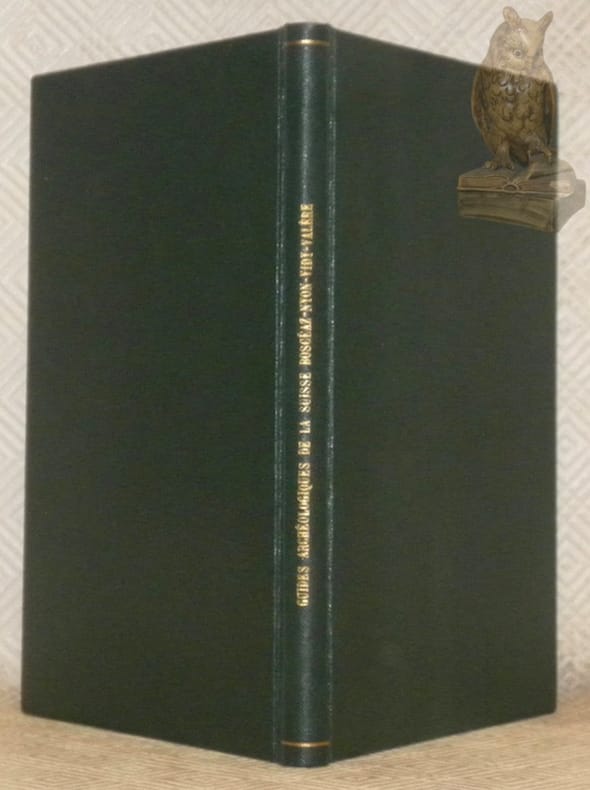 GUIDES ARCHÉOLOGIQUES DE LA SUISSE BOSCÉAZ-NYON-VIDY-VALÈRE